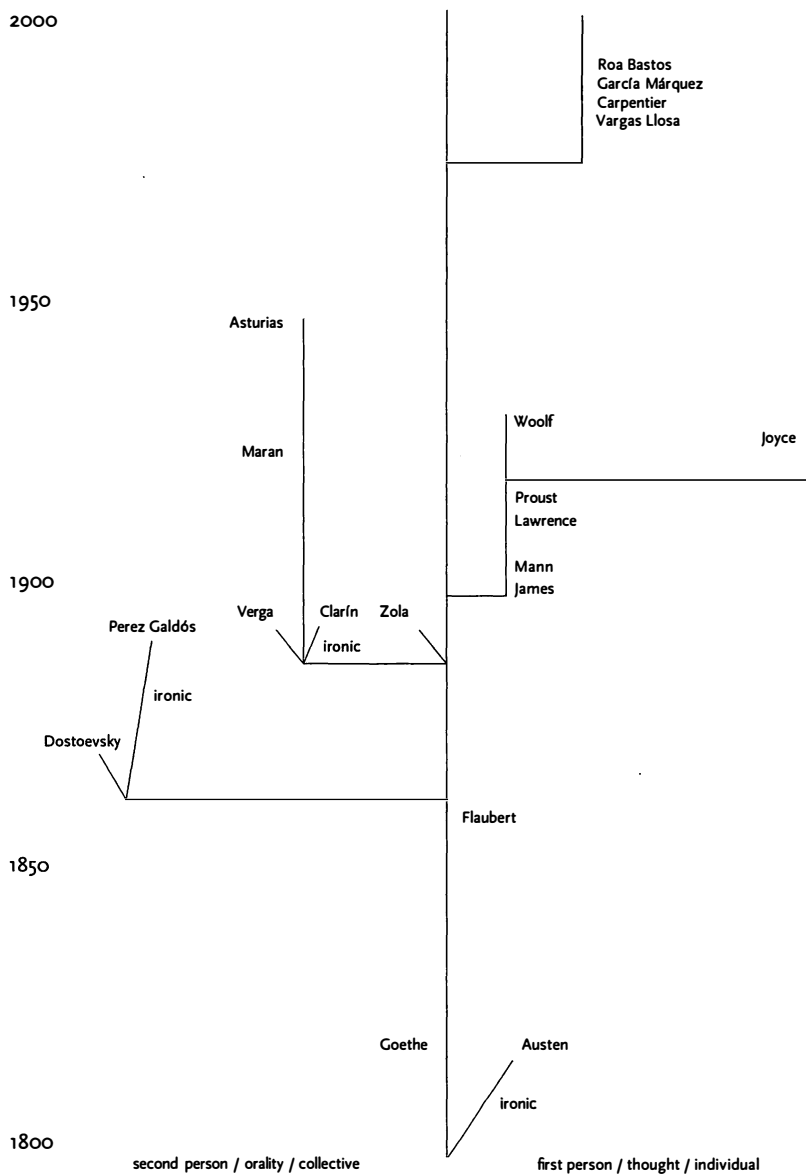 2000
Roa Bastos
García Márquez
Carpentier
Vargas Llosa
1950
Asturias
Woolf
Joyce
Maran
Proust
Lawrence
Mann
1900
James
Verga
Clarín
Zola
Perez Galdós
ironic
ironic
Dostoevsky
Flaubert
1850
Goethe
Austen
ironic
1800
second person / orality / collective
first person / thought / individual